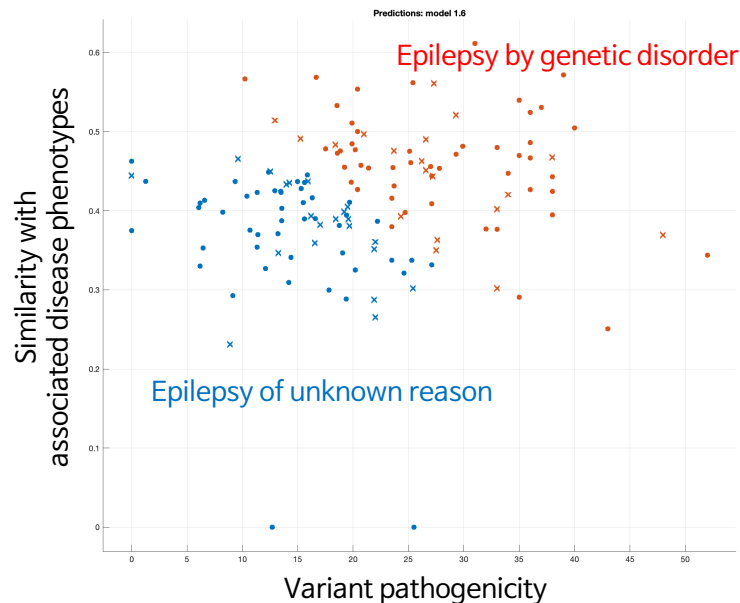 Predictions: model 1.6
Epilepsy by genetic disorder
Similarity with
associated disease phenotypes
0.6
0.5
0.4
0.3
0.2
0.1
0
Epilepsy of unknown reason
0 5 10 15 20 25 30 35 40 45 50
Variant pathogenicity